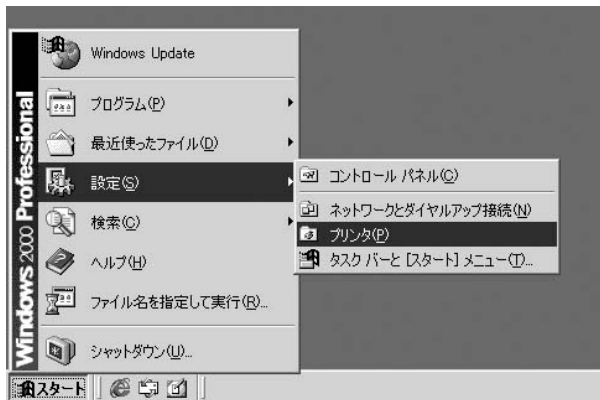 Windows 2000 Professional
Windows Update
プログラム(P)
最近使ったファイル(D)
設定(S)
検索(C)
ヘルプ(H)
ファイル名を指定して実行(R)...
シャットダウン(U)...
コントロール パネル(C)
ネットワークとダイヤルアップ接続(N)
プリンタ(P)
タスク バーと [スタート] メニュー(T)...
スタート